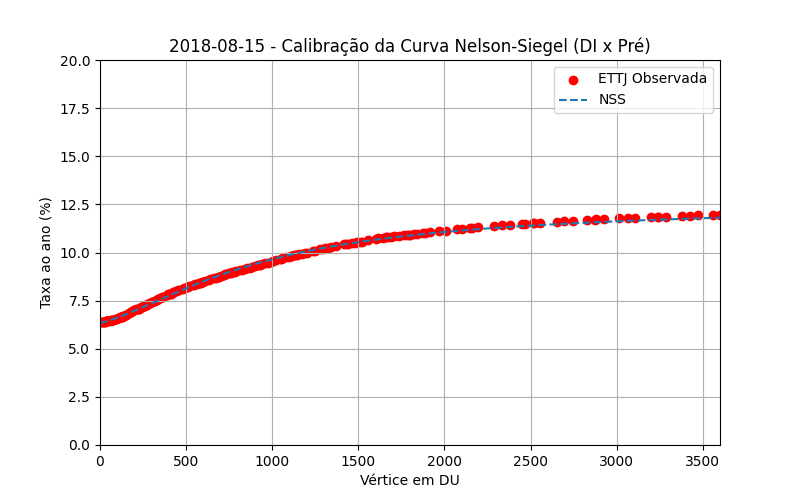 2018-08-15 - Calibração da Curva Nelson-Siegel (DI x Pré)
ETTJ Observada
NSS
Taxa ao ano (%)
20.0
17.5
15.0
12.5
10.0
7.5
5.0
2.5
0.0
0 500 1000 1500 2000 2500 3000 3500
Vértice em DU